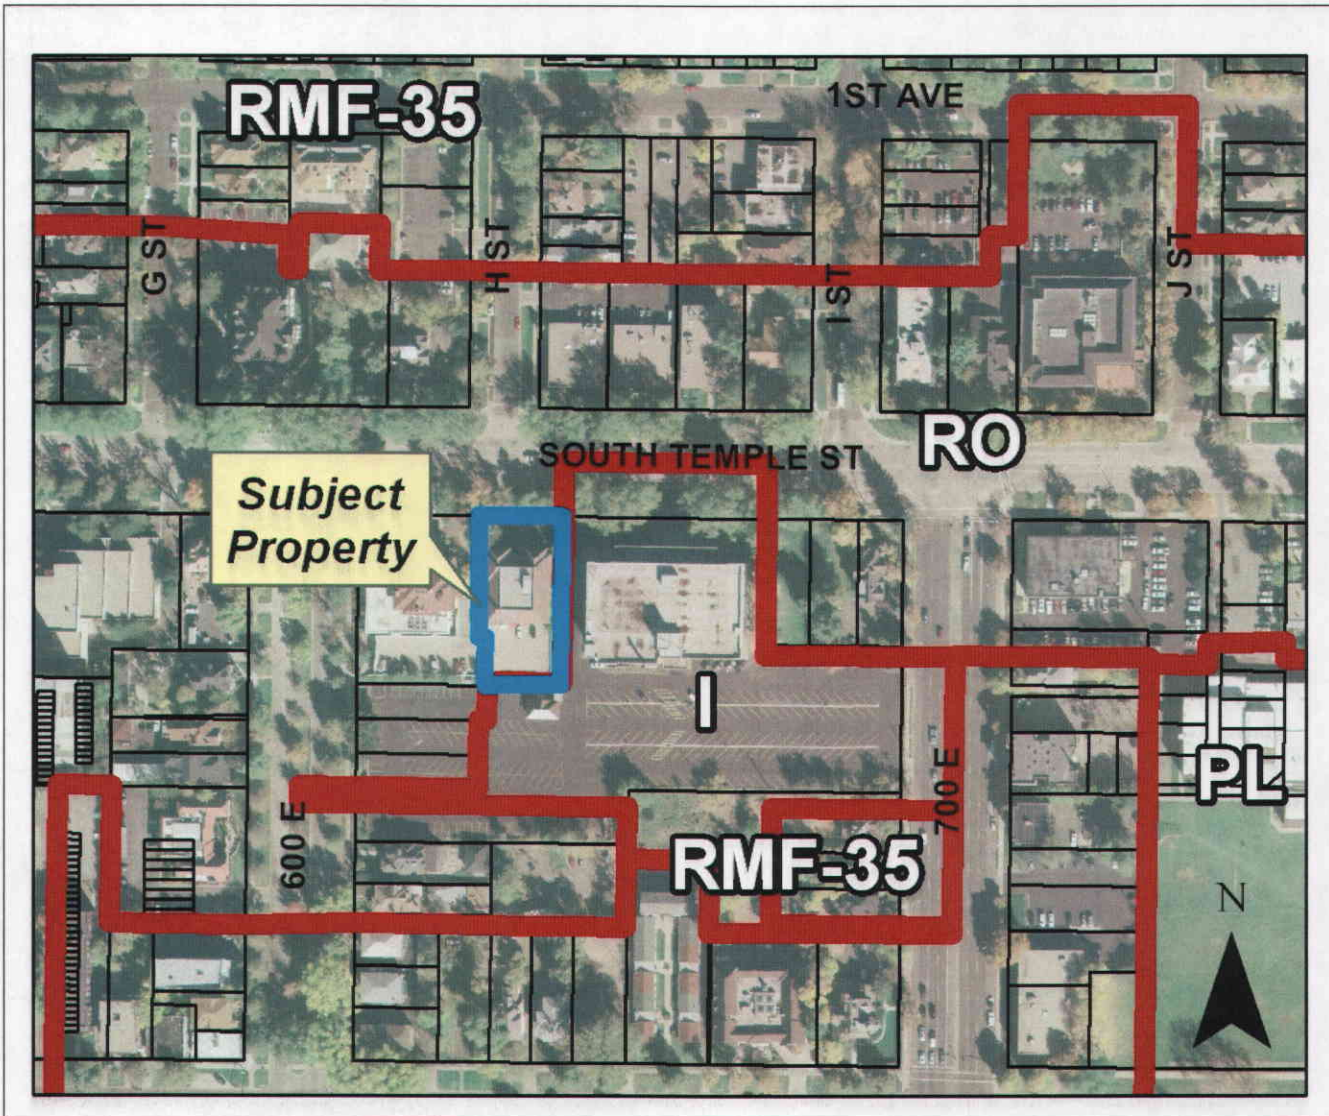 RMF-35
1ST AVE
G ST
H ST
I ST
J ST
RO
SOUTH TEMPLE ST
Subject
Property
I
PL
600 E
700 E
RMF-35
N